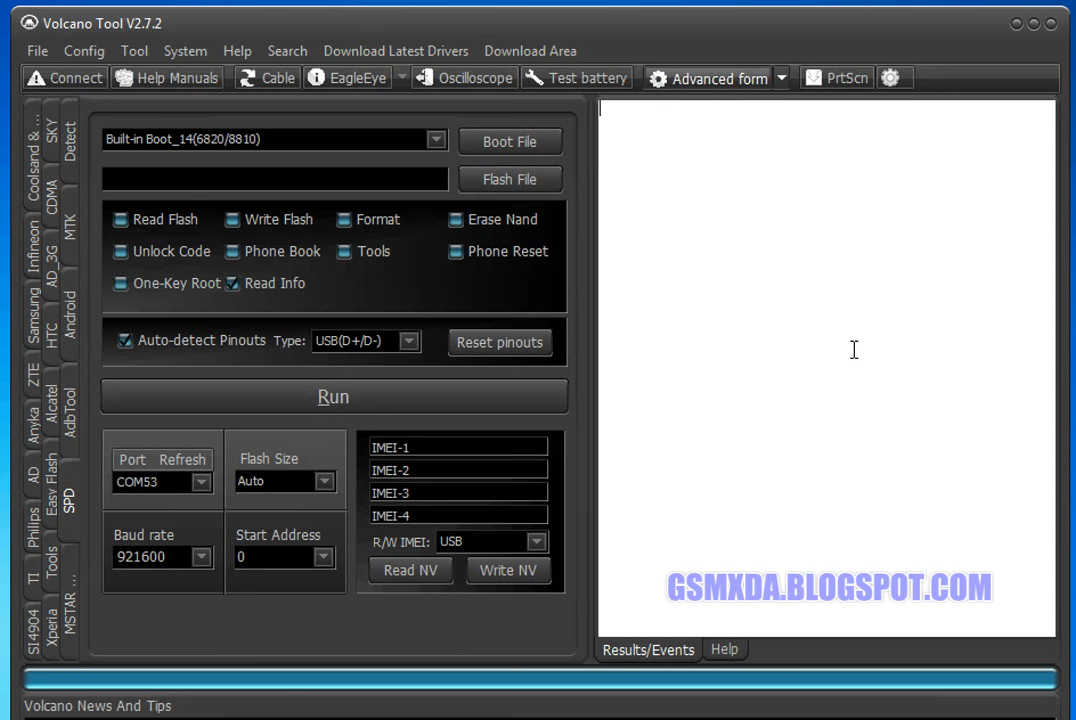 Volcano Tool V2.7.2
File Config Tool System Help Search Download Latest Drivers Download Area
Connect Help Manuals Cable EagleEye Oscilloscope Test battery Advanced form PrtScn
Coolsand & ...
Infineon
Samsung
ZTE
Anyka
AD
Philips
TI
SI4904
SKY
CDMA
AD_3G
HTC
Alcatel
Easy Flash
Tools
Xperia
Detect
MTK
Android
AdbTool
SPD
MSTAR ...
Built-in Boot_14(6820/8810) Boot File
Flash File
Read Flash Write Flash Format Erase Nand
Unlock Code Phone Book Tools Phone Reset
One-Key Root Read Info
Auto-detect Pinouts Type: USB(D+/D-) Reset pinouts
Run
Port Refresh
COM53
Flash Size
Auto
Baud rate
921600
Start Address
0
IMEI-1
IMEI-2
IMEI-3
IMEI-4
R/W IMEI: USB
Read NV Write NV
GSMXDA.BLOGSPOT.COM
Results/Events Help
Volcano News And Tips